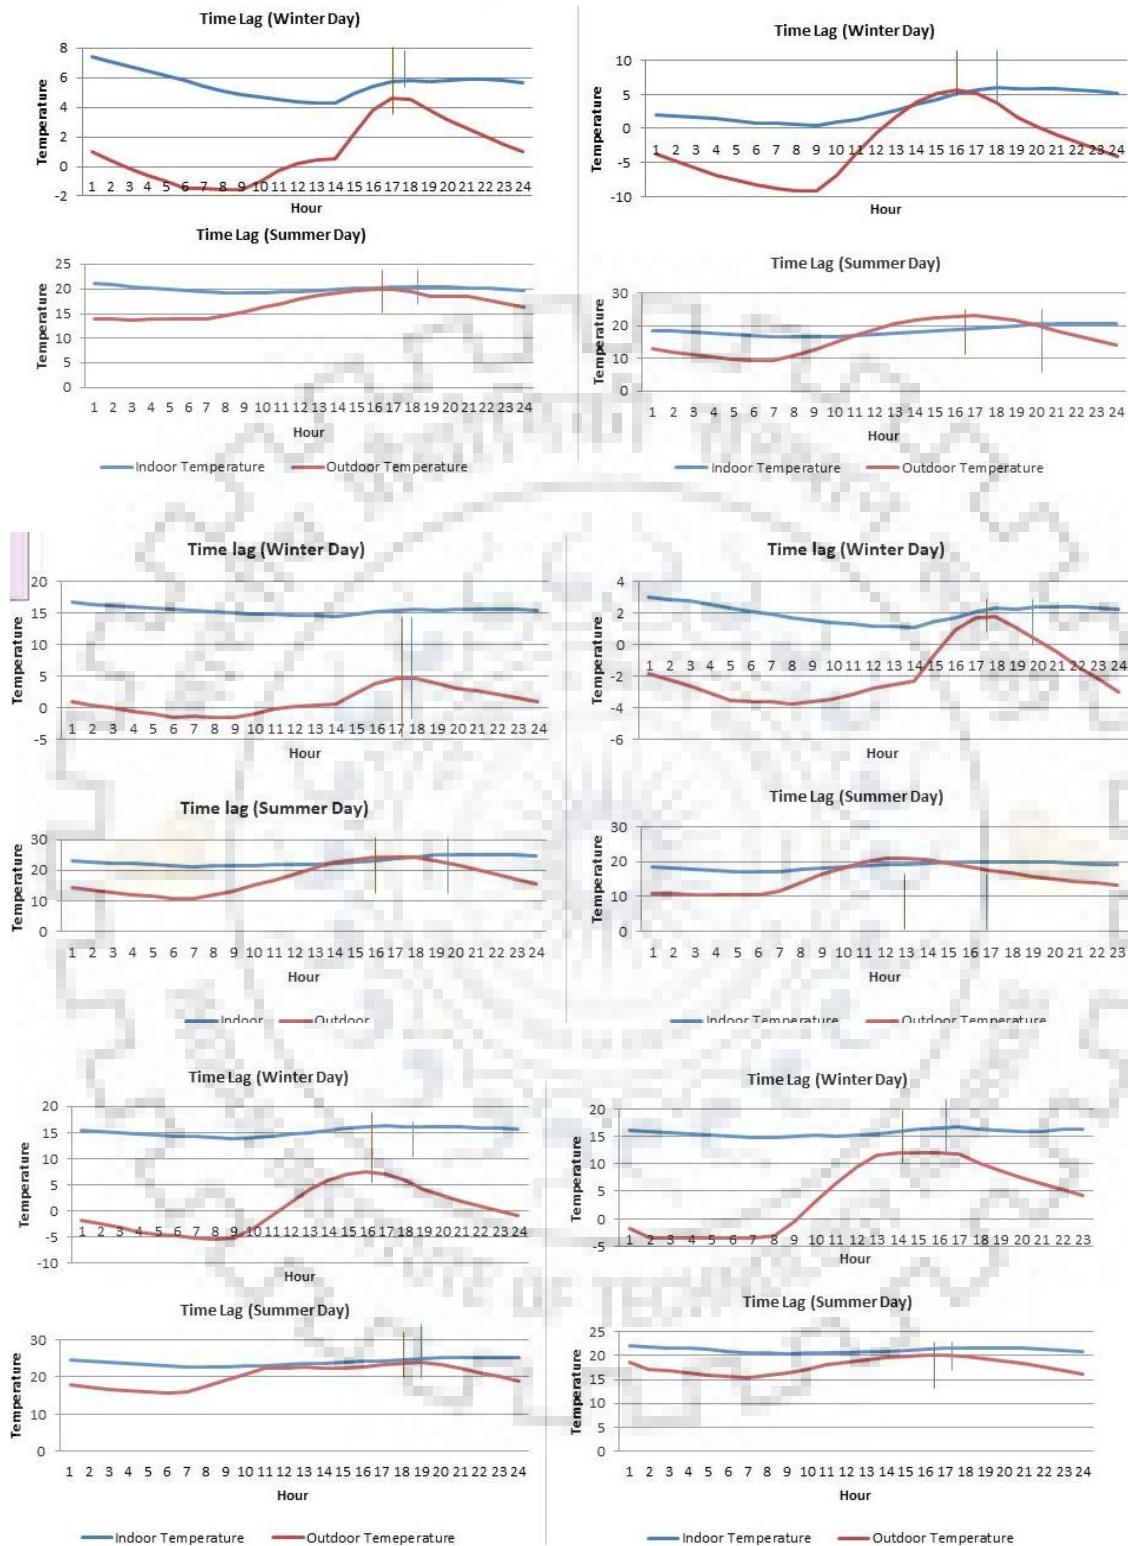 Time Lag (Winter Day)
8
6
4
2
0
-2
Temperature
1 2 3 4 5 6 7 8 9 10 11 12 13 14 15 16 17 18 19 20 21 22 23 24
Hour
Time Lag (Summer Day)
25
20
15
10
5
0
Temperature
1 2 3 4 5 6 7 8 9 10 11 12 13 14 15 16 17 18 19 20 21 22 23 24
Hour
Indoor Temperature Outdoor Temperature
Time Lag (Winter Day)
10
5
0
-5
-10
Temperature
1 2 3 4 5 6 7 8 9 10 11 12 13 14 15 16 17 18 19 20 21 22 23 24
Hour
Time Lag (Summer Day)
30
20
10
0
Temperature
1 2 3 4 5 6 7 8 9 10 11 12 13 14 15 16 17 18 19 20 21 22 23 24
Hour
Indoor Temperature Outdoor Temperature
Time lag (Winter Day)
20
15
10
5
0
-5
Temperature
1 2 3 4 5 6 7 8 9 10 11 12 13 14 15 16 17 18 19 20 21 22 23 24
Hour
Time lag (Summer Day)
30
20
10
0
Temperature
1 2 3 4 5 6 7 8 9 10 11 12 13 14 15 16 17 18 19 20 21 22 23 24
Hour
Indoor Outdoor
Time lag (Winter Day)
4
2
0
-2
-4
-6
Temperature
1 2 3 4 5 6 7 8 9 10 11 12 13 14 15 16 17 18 19 20 21 22 23 24
Hour
Time Lag (Summer Day)
30
20
10
0
Temperature
1 2 3 4 5 6 7 8 9 10 11 12 13 14 15 16 17 18 19 20 21 22 23
Hour
Indoor Temperature Outdoor Temperature
Time Lag (Winter Day)
20
15
10
5
0
-5
-10
Temperature
1 2 3 4 5 6 7 8 9 10 11 12 13 14 15 16 17 18 19 20 21 22 23 24
Hour
Time Lag (Summer Day)
30
20
10
0
Temperature
1 2 3 4 5 6 7 8 9 10 11 12 13 14 15 16 17 18 19 20 21 22 23 24
Hour
Indoor Temperature Outdoor Temeperature
Time Lag (Winter Day)
20
15
10
5
0
-5
Temperature
1 2 3 4 5 6 7 8 9 10 11 12 13 14 15 16 17 18 19 20 21 22 23
Hour
Time Lag (Summer Day)
25
20
15
10
5
0
Temperature
1 2 3 4 5 6 7 8 9 10 11 12 13 14 15 16 17 18 19 20 21 22 23 24
Hour
Indoor Temperature Outdoor Temperature